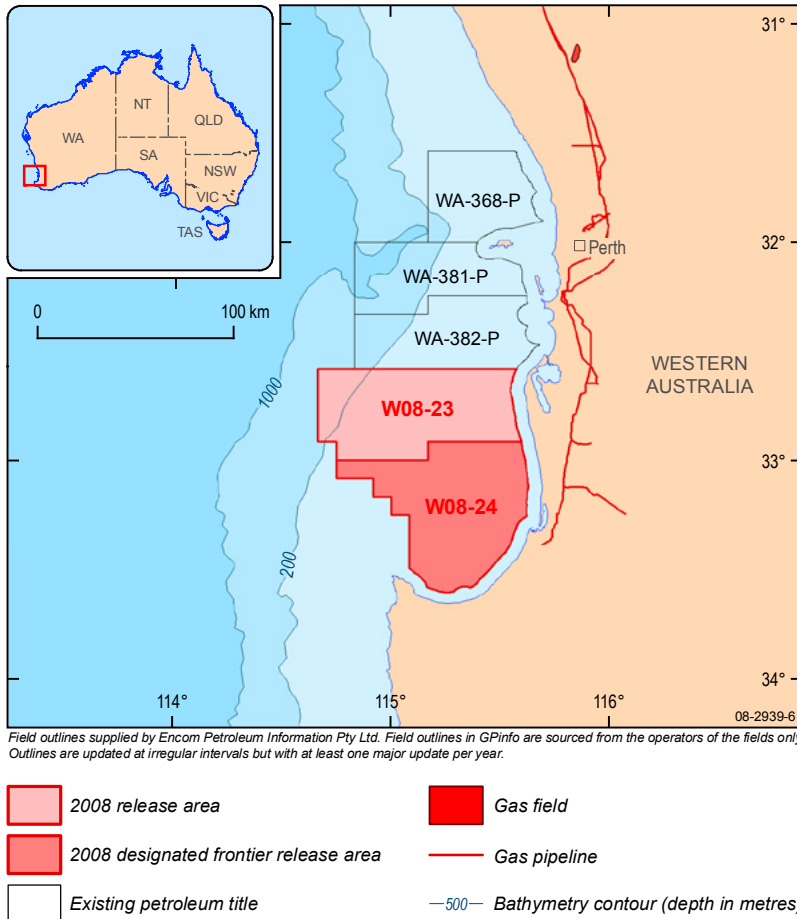 NT
QLD
WA
SA
NSW
VIC
TAS
31°
WA-368-P
32°
Perth
WA-381-P
0 100 km
WA-382-P
WESTERN
AUSTRALIA
1000
W08-23
33°
W08-24
200
34°
114° 115° 116°
08-2939-6
Field outlines supplied by Encom Petroleum Information Pty Ltd. Field outlines in GPinfo are sourced from the operators of the fields only
Outlines are updated at irregular intervals but with at least one major update per year.
2008 release area
Gas field
2008 designated frontier release area
Gas pipeline
Existing petroleum title
500 Bathymetry contour (depth in metres)